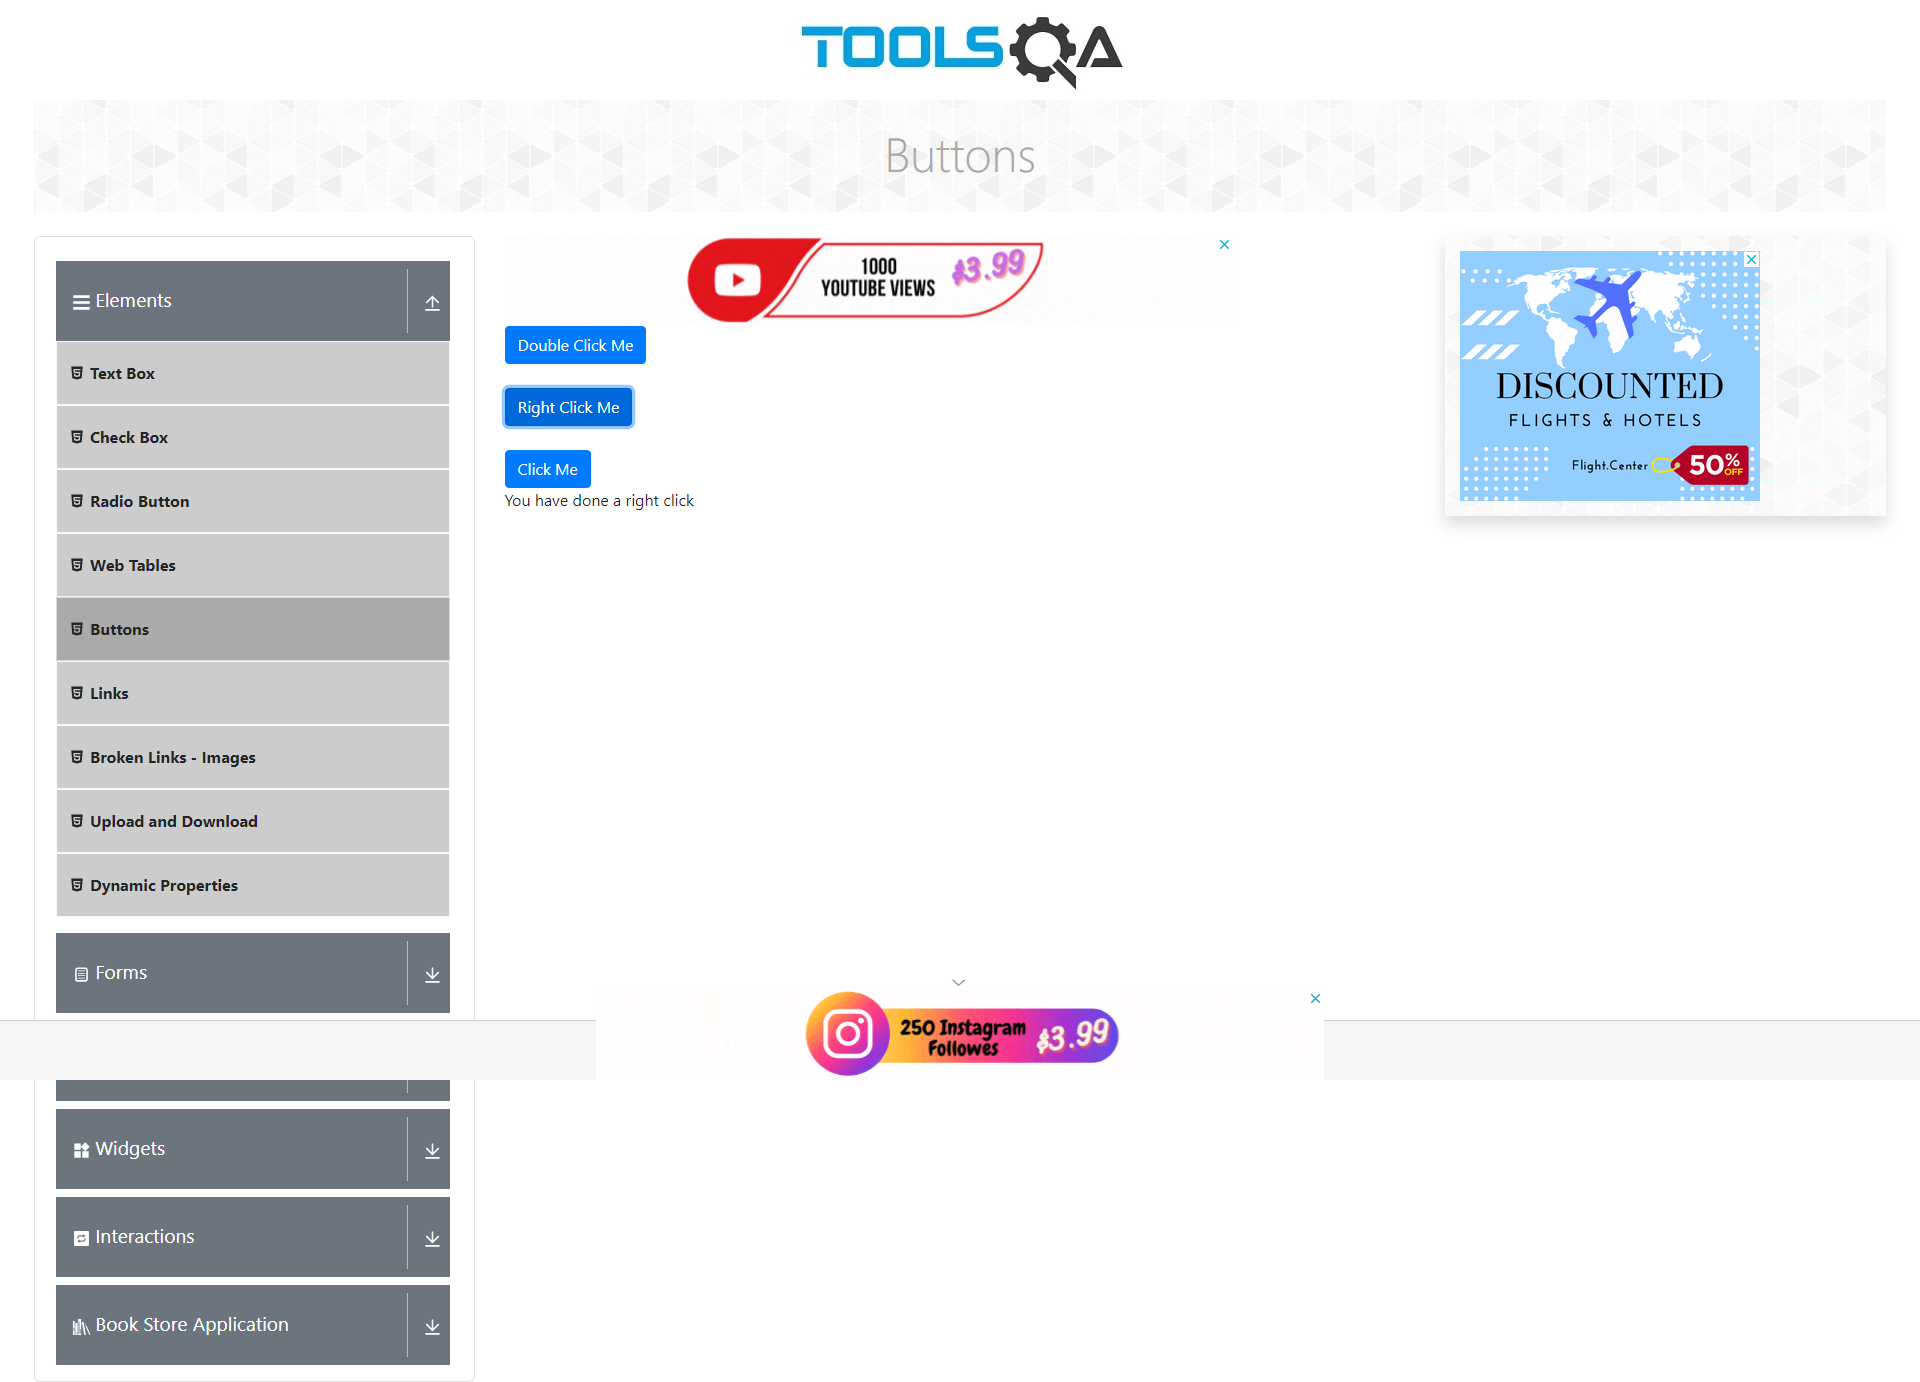 TOOLSQA
Buttons
Elements
Text Box
Check Box
Radio Button
Web Tables
Buttons
Links
Broken Links - Images
Upload and Download
Dynamic Properties
Forms
Widgets
Interactions
Book Store Application
1000
YOUTUBE VIEWS
$3.99
Double Click Me
Right Click Me
Click Me
You have done a right click
DISCOUNTED
FLIGHTS & HOTELS
Flight.Center
50% OFF
250 Instagram
Followes
$3.99